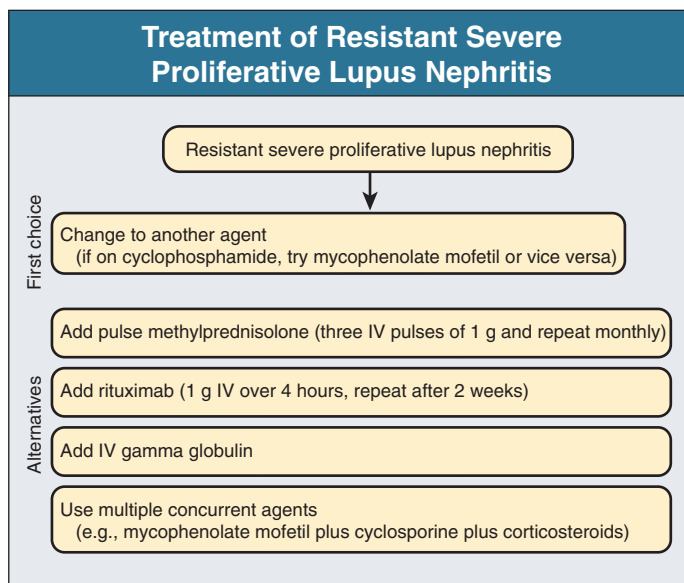 Treatment of Resistant Severe
Proliferative Lupus Nephritis
Resistant severe proliferative lupus nephritis
First choice
Change to another agent
(if on cyclophosphamide, try mycophenolate mofetil or vice versa)
Alternatives
Add pulse methylprednisolone (three IV pulses of 1 g and repeat monthly)
Add rituximab (1 g IV over 4 hours, repeat after 2 weeks)
Add IV gamma globulin
Use multiple concurrent agents
(e.g., mycophenolate mofetil plus cyclosporine plus corticosteroids)